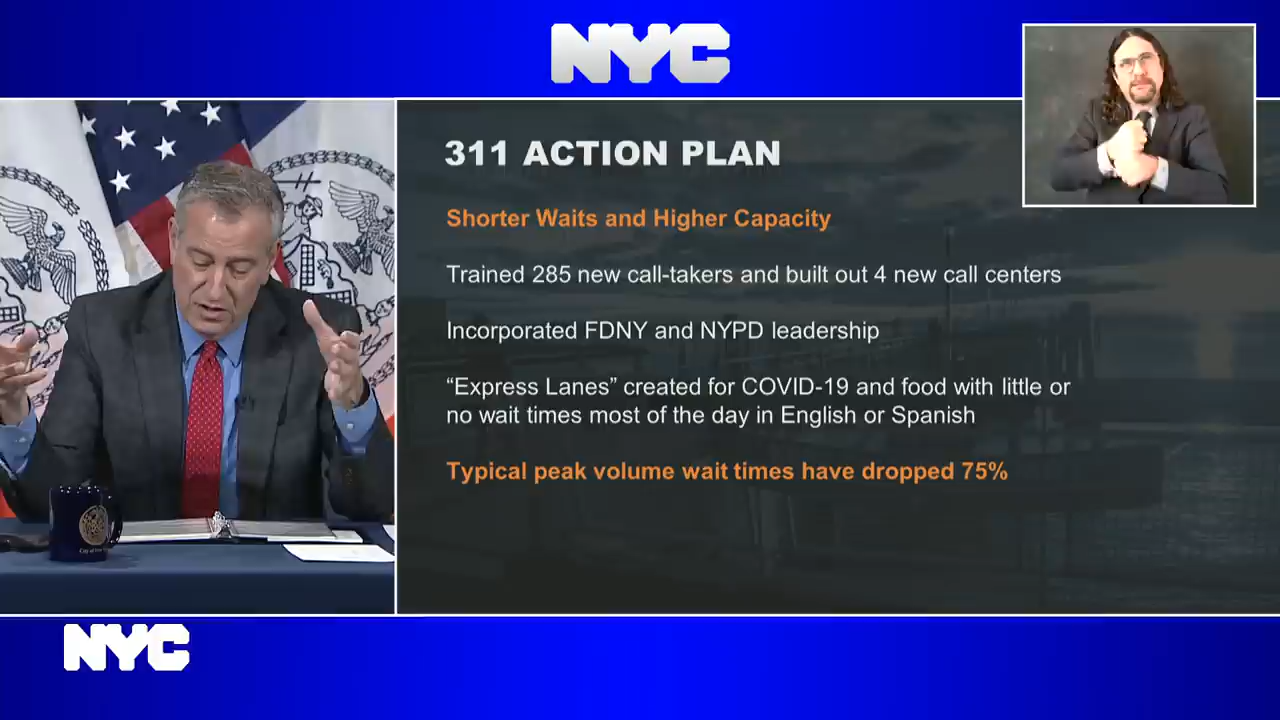 NYC
311 ACTION PLAN
Shorter Waits and Higher Capacity
Trained 285 new call-takers and built out 4 new call centers
Incorporated FDNY and NYPD leadership
“Express Lanes” created for COVID-19 and food with little or
no wait times most of the day in English or Spanish
Typical peak volume wait times have dropped 75%
NYC